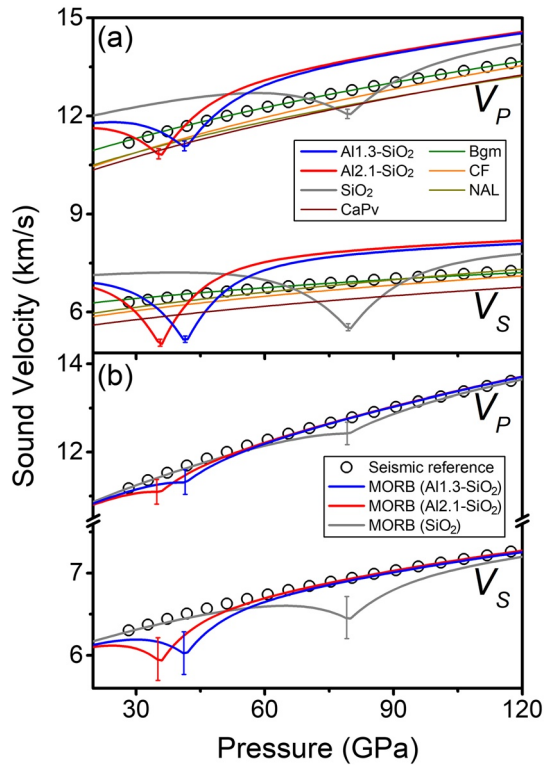 (a)
15
12
9
6
V_P
Al1.3-SiO₂
Bgm
Al2.1-SiO₂
CF
SiO₂
NAL
CaPv
V_S
Sound Velocity (km/s)
(b)
14
12
7
6
V_P
Seismic reference
MORB (Al1.3-SiO₂)
MORB (Al2.1-SiO₂)
MORB (SiO₂)
V_S
30 60 90 120
Pressure (GPa)